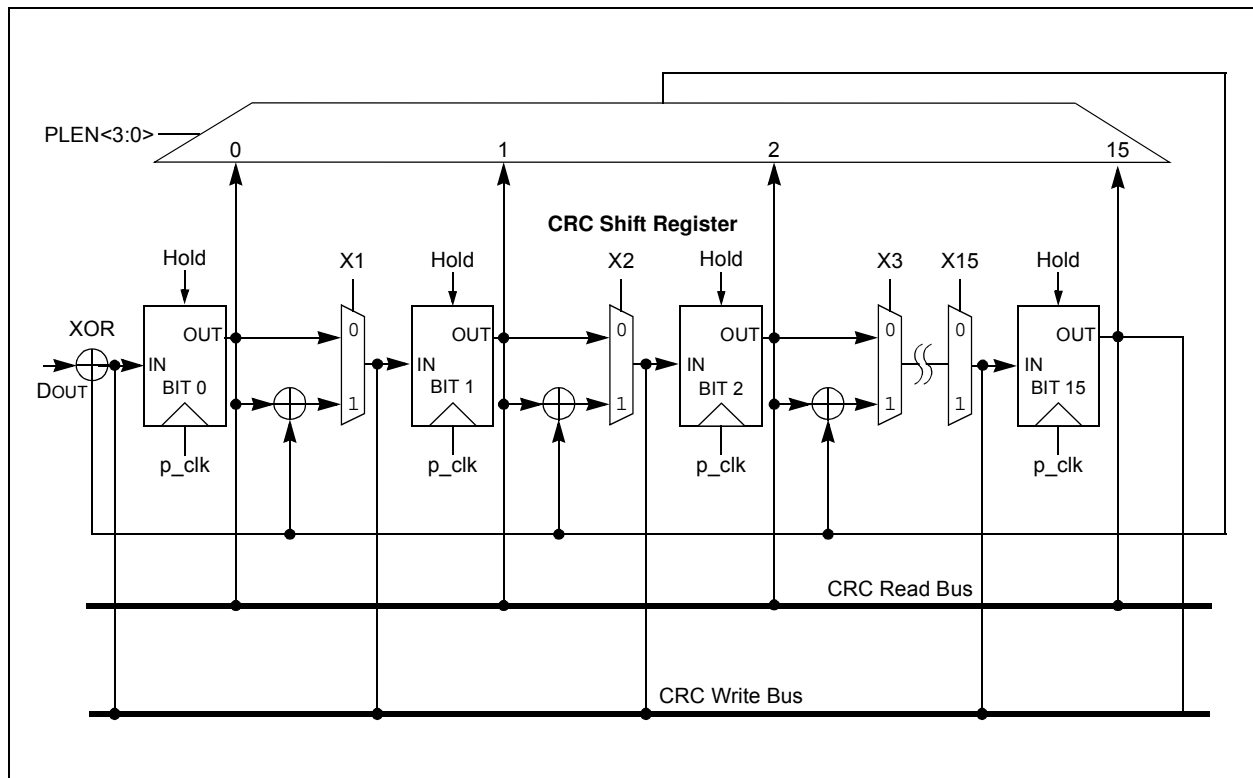 PLEN<3:0>
0 1 2 15
CRC Shift Register
Hold X1 Hold X2 Hold X3 X15 Hold
XOR
OUT 0 OUT 0 OUT 0 0 OUT
IN IN IN IN
DOUT
BIT 0 BIT 1 BIT 2 BIT 15
1 1 1 1
p_clk p_clk p_clk p_clk
CRC Read Bus
CRC Write Bus